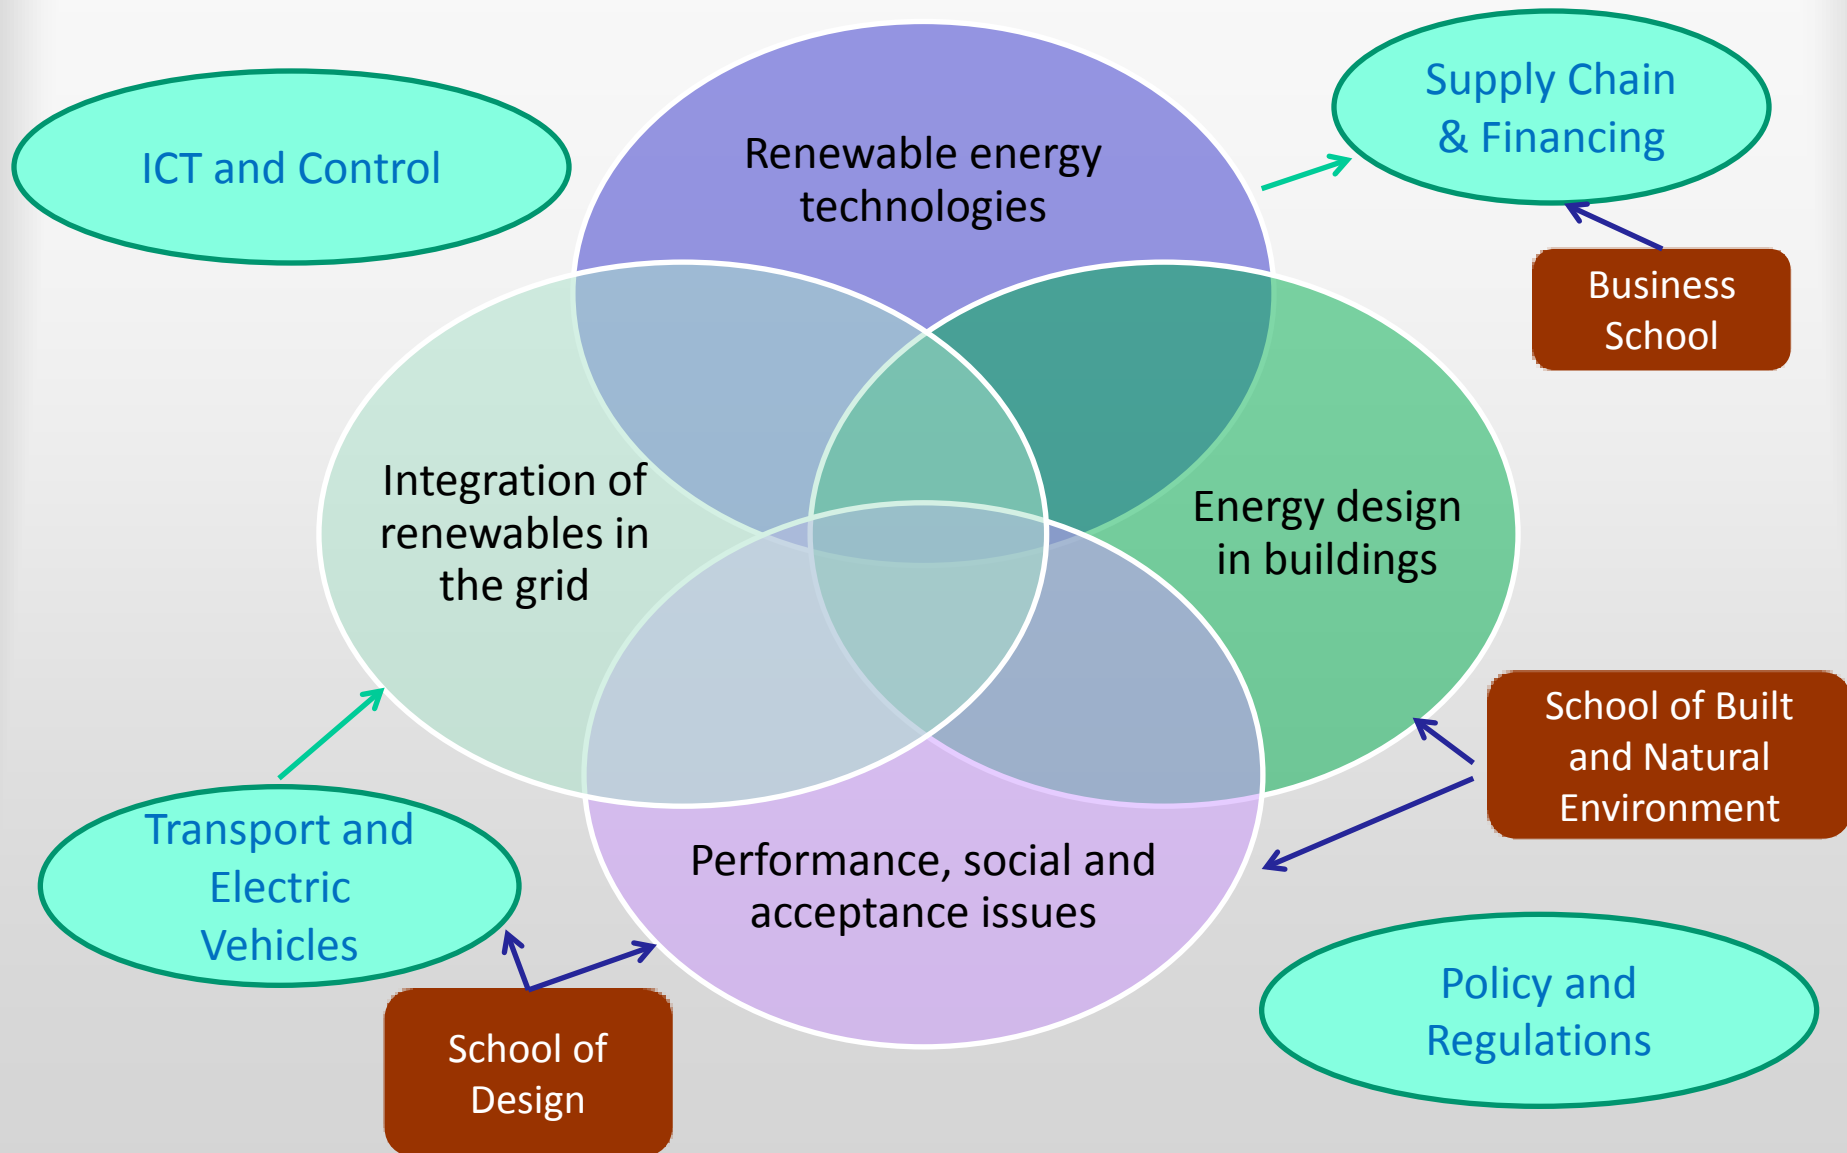 Supply Chain
& Financing
ICT and Control
Renewable energy
technologies
Business
School
Integration of
renewables in
the grid
Energy design
in buildings
School of Built
and Natural
Environment
Transport and
Electric
Vehicles
Performance, social and
acceptance issues
Policy and
Regulations
School of
Design